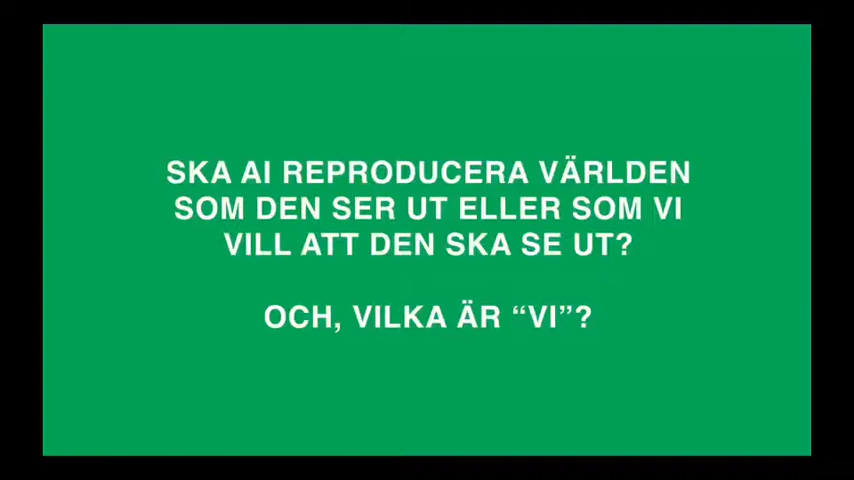 SKA AI REPRODUCERA VÄRLDEN
SOM DEN SER UT ELLER SOM VI
VILL ATT DEN SKA SE UT?
OCH, VILKA ÄR “VI”?